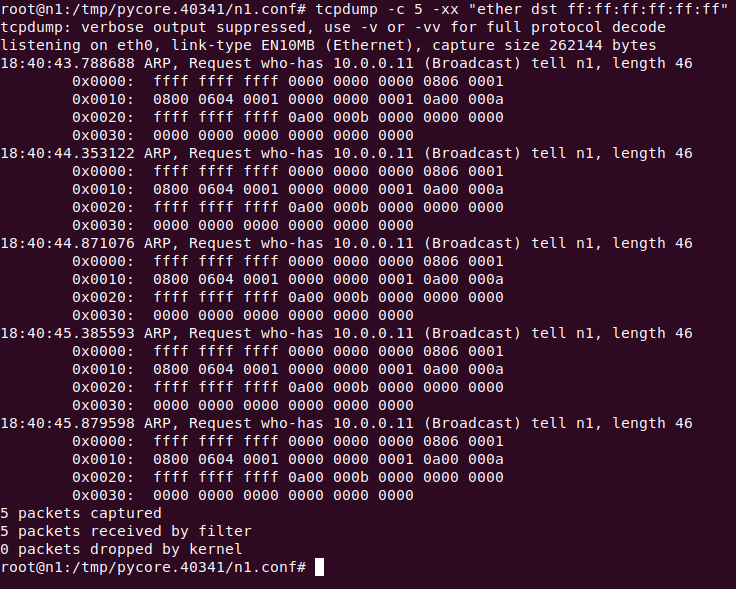 root@n1:/tmp/pycore.40341/n1.conf# tcpdump -c 5 -xx "ether dst ff:ff:ff:ff:ff:ff"
tcpdump: verbose output suppressed, use -v or -vv for full protocol decode
listening on eth0, link-type EN10MB (Ethernet), capture size 262144 bytes
18:40:43.788688 ARP, Request who-has 10.0.0.11 (Broadcast) tell n1, length 46
        0x0000:  ffff ffff ffff 0000 0000 0000 0806 0001
        0x0010:  0800 0604 0001 0000 0000 0001 0a00 000a
        0x0020:  ffff ffff ffff 0a00 000b 0000 0000 0000
        0x0030:  0000 0000 0000 0000 0000 0000
18:40:44.353122 ARP, Request who-has 10.0.0.11 (Broadcast) tell n1, length 46
        0x0000:  ffff ffff ffff 0000 0000 0000 0806 0001
        0x0010:  0800 0604 0001 0000 0000 0001 0a00 000a
        0x0020:  ffff ffff ffff 0a00 000b 0000 0000 0000
        0x0030:  0000 0000 0000 0000 0000 0000
18:40:44.871076 ARP, Request who-has 10.0.0.11 (Broadcast) tell n1, length 46
        0x0000:  ffff ffff ffff 0000 0000 0000 0806 0001
        0x0010:  0800 0604 0001 0000 0000 0001 0a00 000a
        0x0020:  ffff ffff ffff 0a00 000b 0000 0000 0000
        0x0030:  0000 0000 0000 0000 0000 0000
18:40:45.385593 ARP, Request who-has 10.0.0.11 (Broadcast) tell n1, length 46
        0x0000:  ffff ffff ffff 0000 0000 0000 0806 0001
        0x0010:  0800 0604 0001 0000 0000 0001 0a00 000a
        0x0020:  ffff ffff ffff 0a00 000b 0000 0000 0000
        0x0030:  0000 0000 0000 0000 0000 0000
18:40:45.879598 ARP, Request who-has 10.0.0.11 (Broadcast) tell n1, length 46
        0x0000:  ffff ffff ffff 0000 0000 0000 0806 0001
        0x0010:  0800 0604 0001 0000 0000 0001 0a00 000a
        0x0020:  ffff ffff ffff 0a00 000b 0000 0000 0000
        0x0030:  0000 0000 0000 0000 0000 0000
5 packets captured
5 packets received by filter
0 packets dropped by kernel
root@n1:/tmp/pycore.40341/n1.conf#